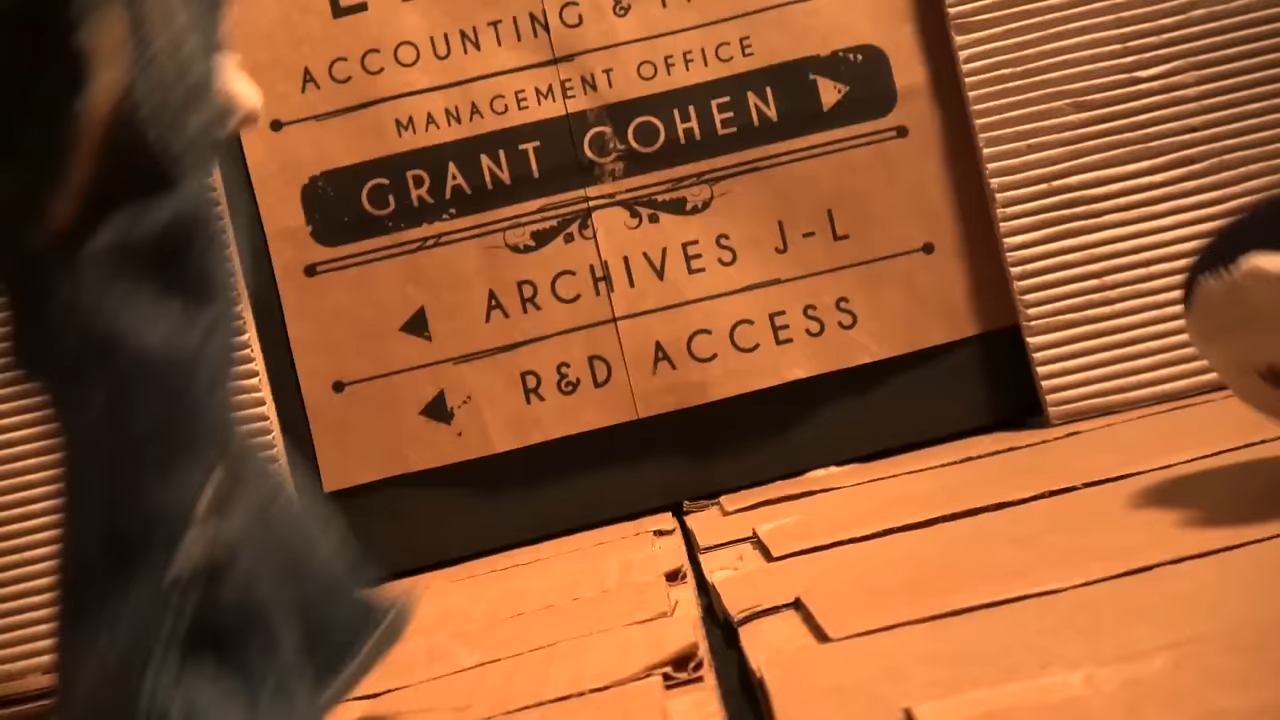 ACCOUNTING &
MANAGEMENT OFFICE
GRANT COHEN
ARCHIVES J-L
R&D ACCESS